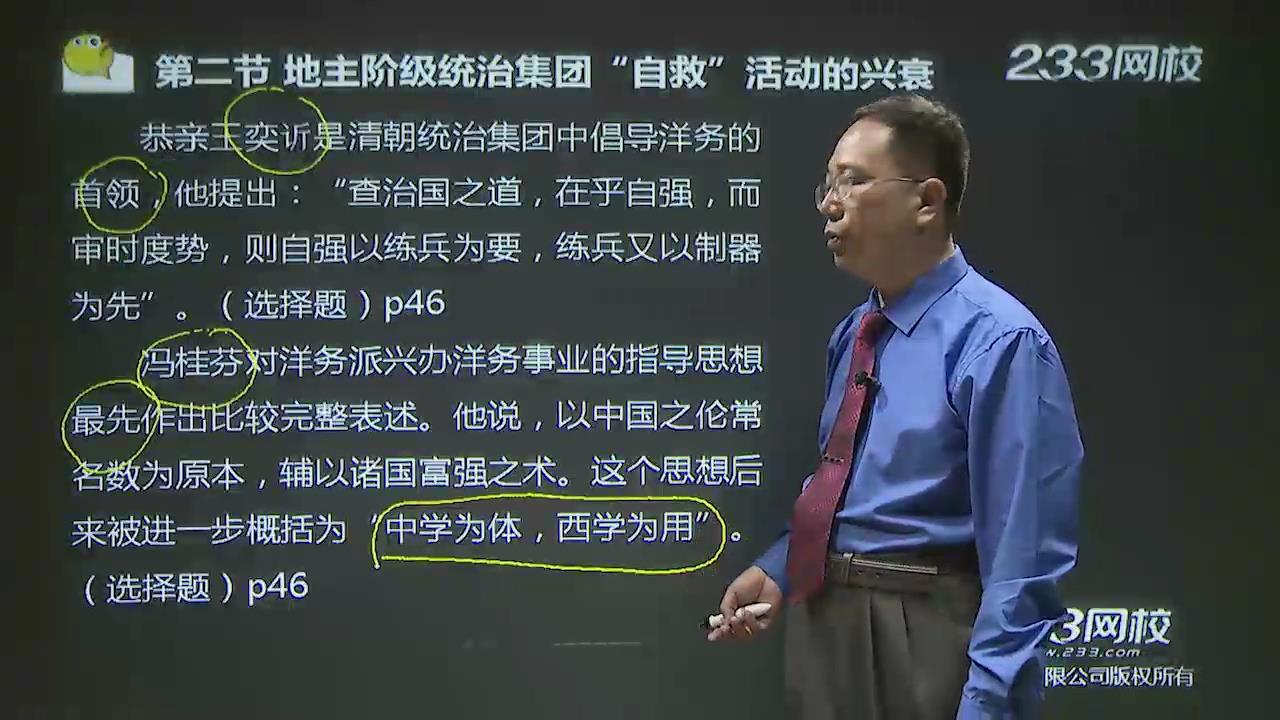 第二节 地主阶级统治集团“自救”活动的兴衰
233网校
恭亲王奕䜣是清朝统治集团中倡导洋务的
首领，他提出：“查治国之道，在乎自强，而
审时度势，则自强以练兵为要，练兵又以制器
为先”。（选择题）p46
冯桂芬对洋务派兴办洋务事业的指导思想
最先作出比较完整表述。他说，以中国之伦常
名数为原本，辅以诸国富强之术。这个思想后
来被进一步概括为“中学为体，西学为用”。
（选择题）p46
3网校
w.233.com
限公司版权所有